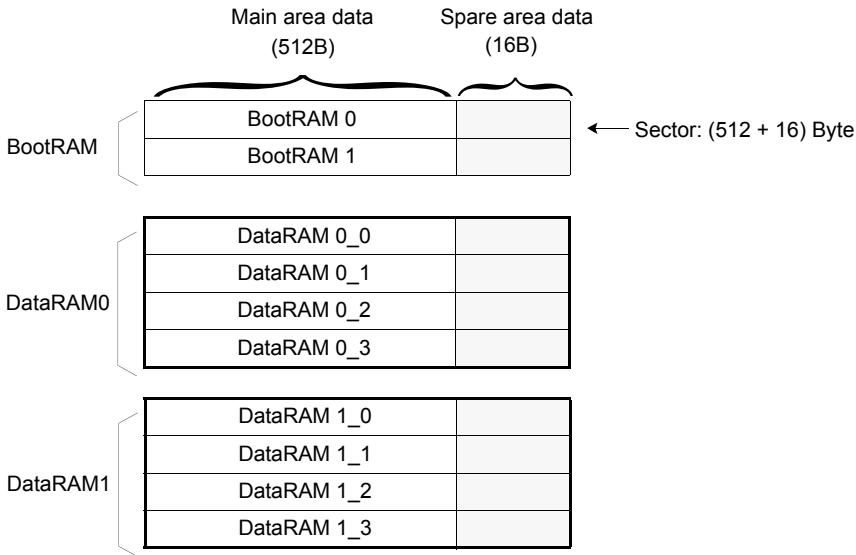 Main area data
(512B)
Spare area data
(16B)
BootRAM
BootRAM 0
BootRAM 1
Sector: (512 + 16) Byte
DataRAM0
DataRAM 0_0
DataRAM 0_1
DataRAM 0_2
DataRAM 0_3
DataRAM1
DataRAM 1_0
DataRAM 1_1
DataRAM 1_2
DataRAM 1_3